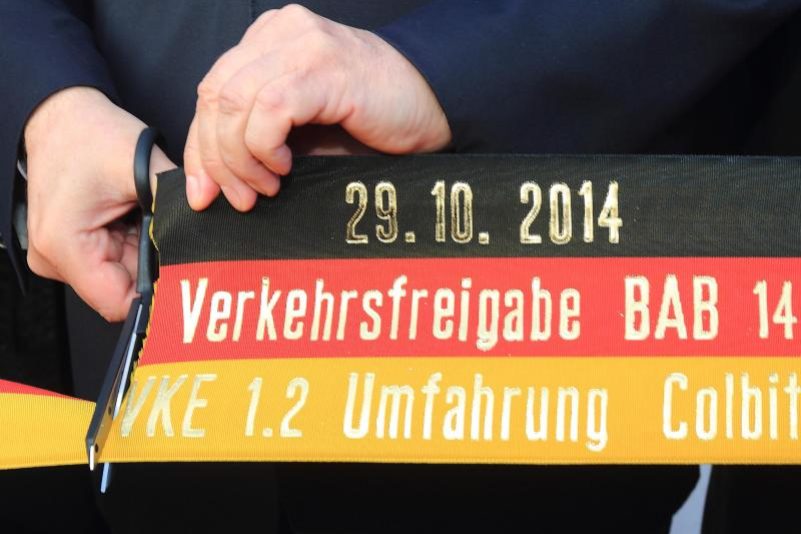 29.10. 2014
Verkehrsfreigabe BAB 14
VKE 1.2 Umfahrung Colbit